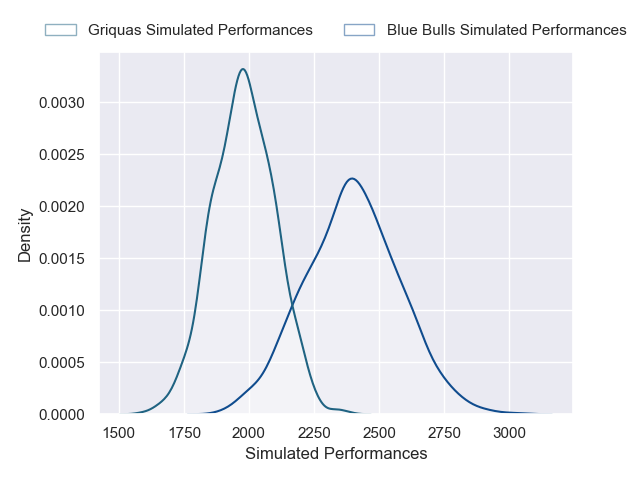 Griquas Simulated Performances Blue Bulls Simulated Performances
0.0030
0.0025
0.0020
0.0015
0.0010
0.0005
0.0000
Density
1500 1750 2000 2250 2500 2750 3000
Simulated Performances